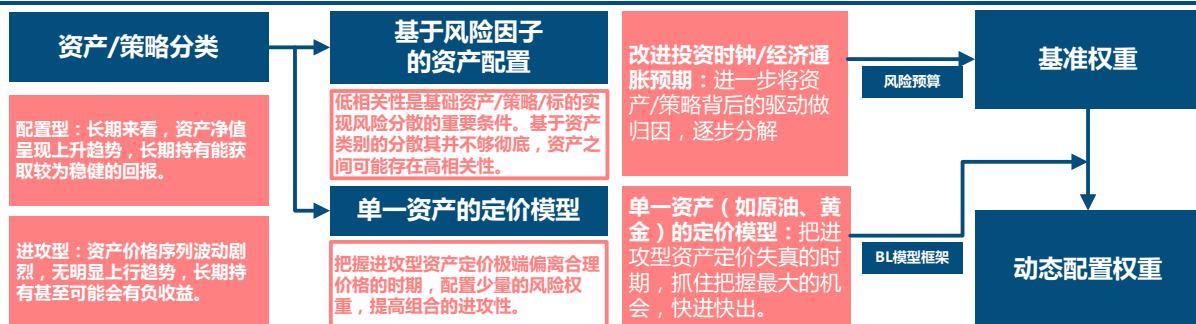 资产/策略分类
配置型：长期来看，资产净值
呈现上升趋势，长期持有能获
取较为稳健的回报。
进攻型：资产价格序列波动剧
烈，无明显上行趋势，长期持
有甚至可能会有负收益。
基于风险因子
的资产配置
低相关性是基础资产/策略/标的实
现风险分散的重要条件。基于资产
类别的分散其并不够彻底，资产之
间可能存在高相关性。
单一资产的定价模型
把握进攻型资产定价极端偏离合理
价格的时期，配置少量的风险权
重，提高组合的进攻性。
改进投资时钟/经济通
胀预期：进一步将资
产/策略背后的驱动做
归因，逐步分解
单一资产（如原油、黄
金）的定价模型：把进
攻型资产定价失真的时
期，抓住把握最大的机
会，快进快出。
风险预算
BL模型框架
基准权重
动态配置权重